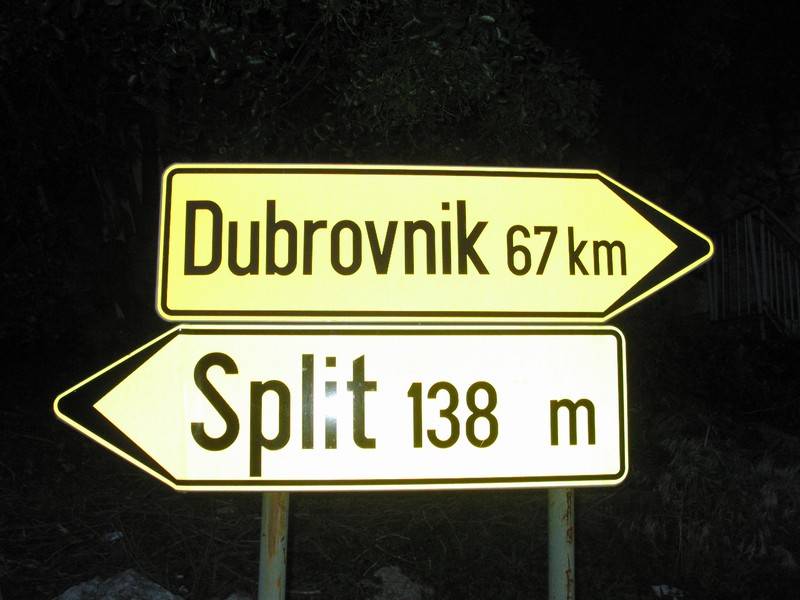 Dubrovnik 67 km
Split 138 m